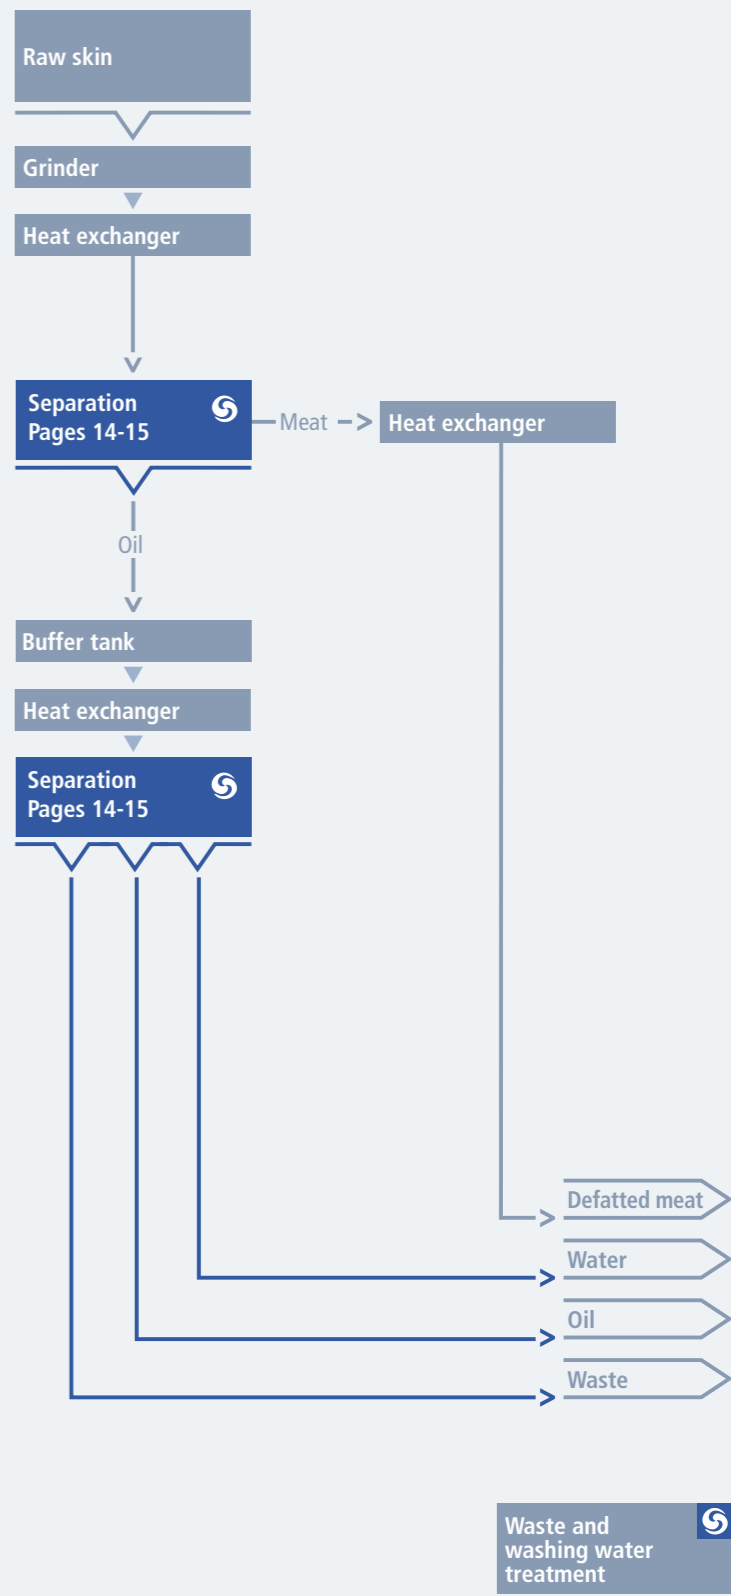 Raw skin
Grinder
Heat exchanger
Separation
Pages 14-15
Meat
Heat exchanger
Oil
Buffer tank
Heat exchanger
Separation
Pages 14-15
Defatted meat
Water
Oil
Waste
Waste and
washing water
treatment